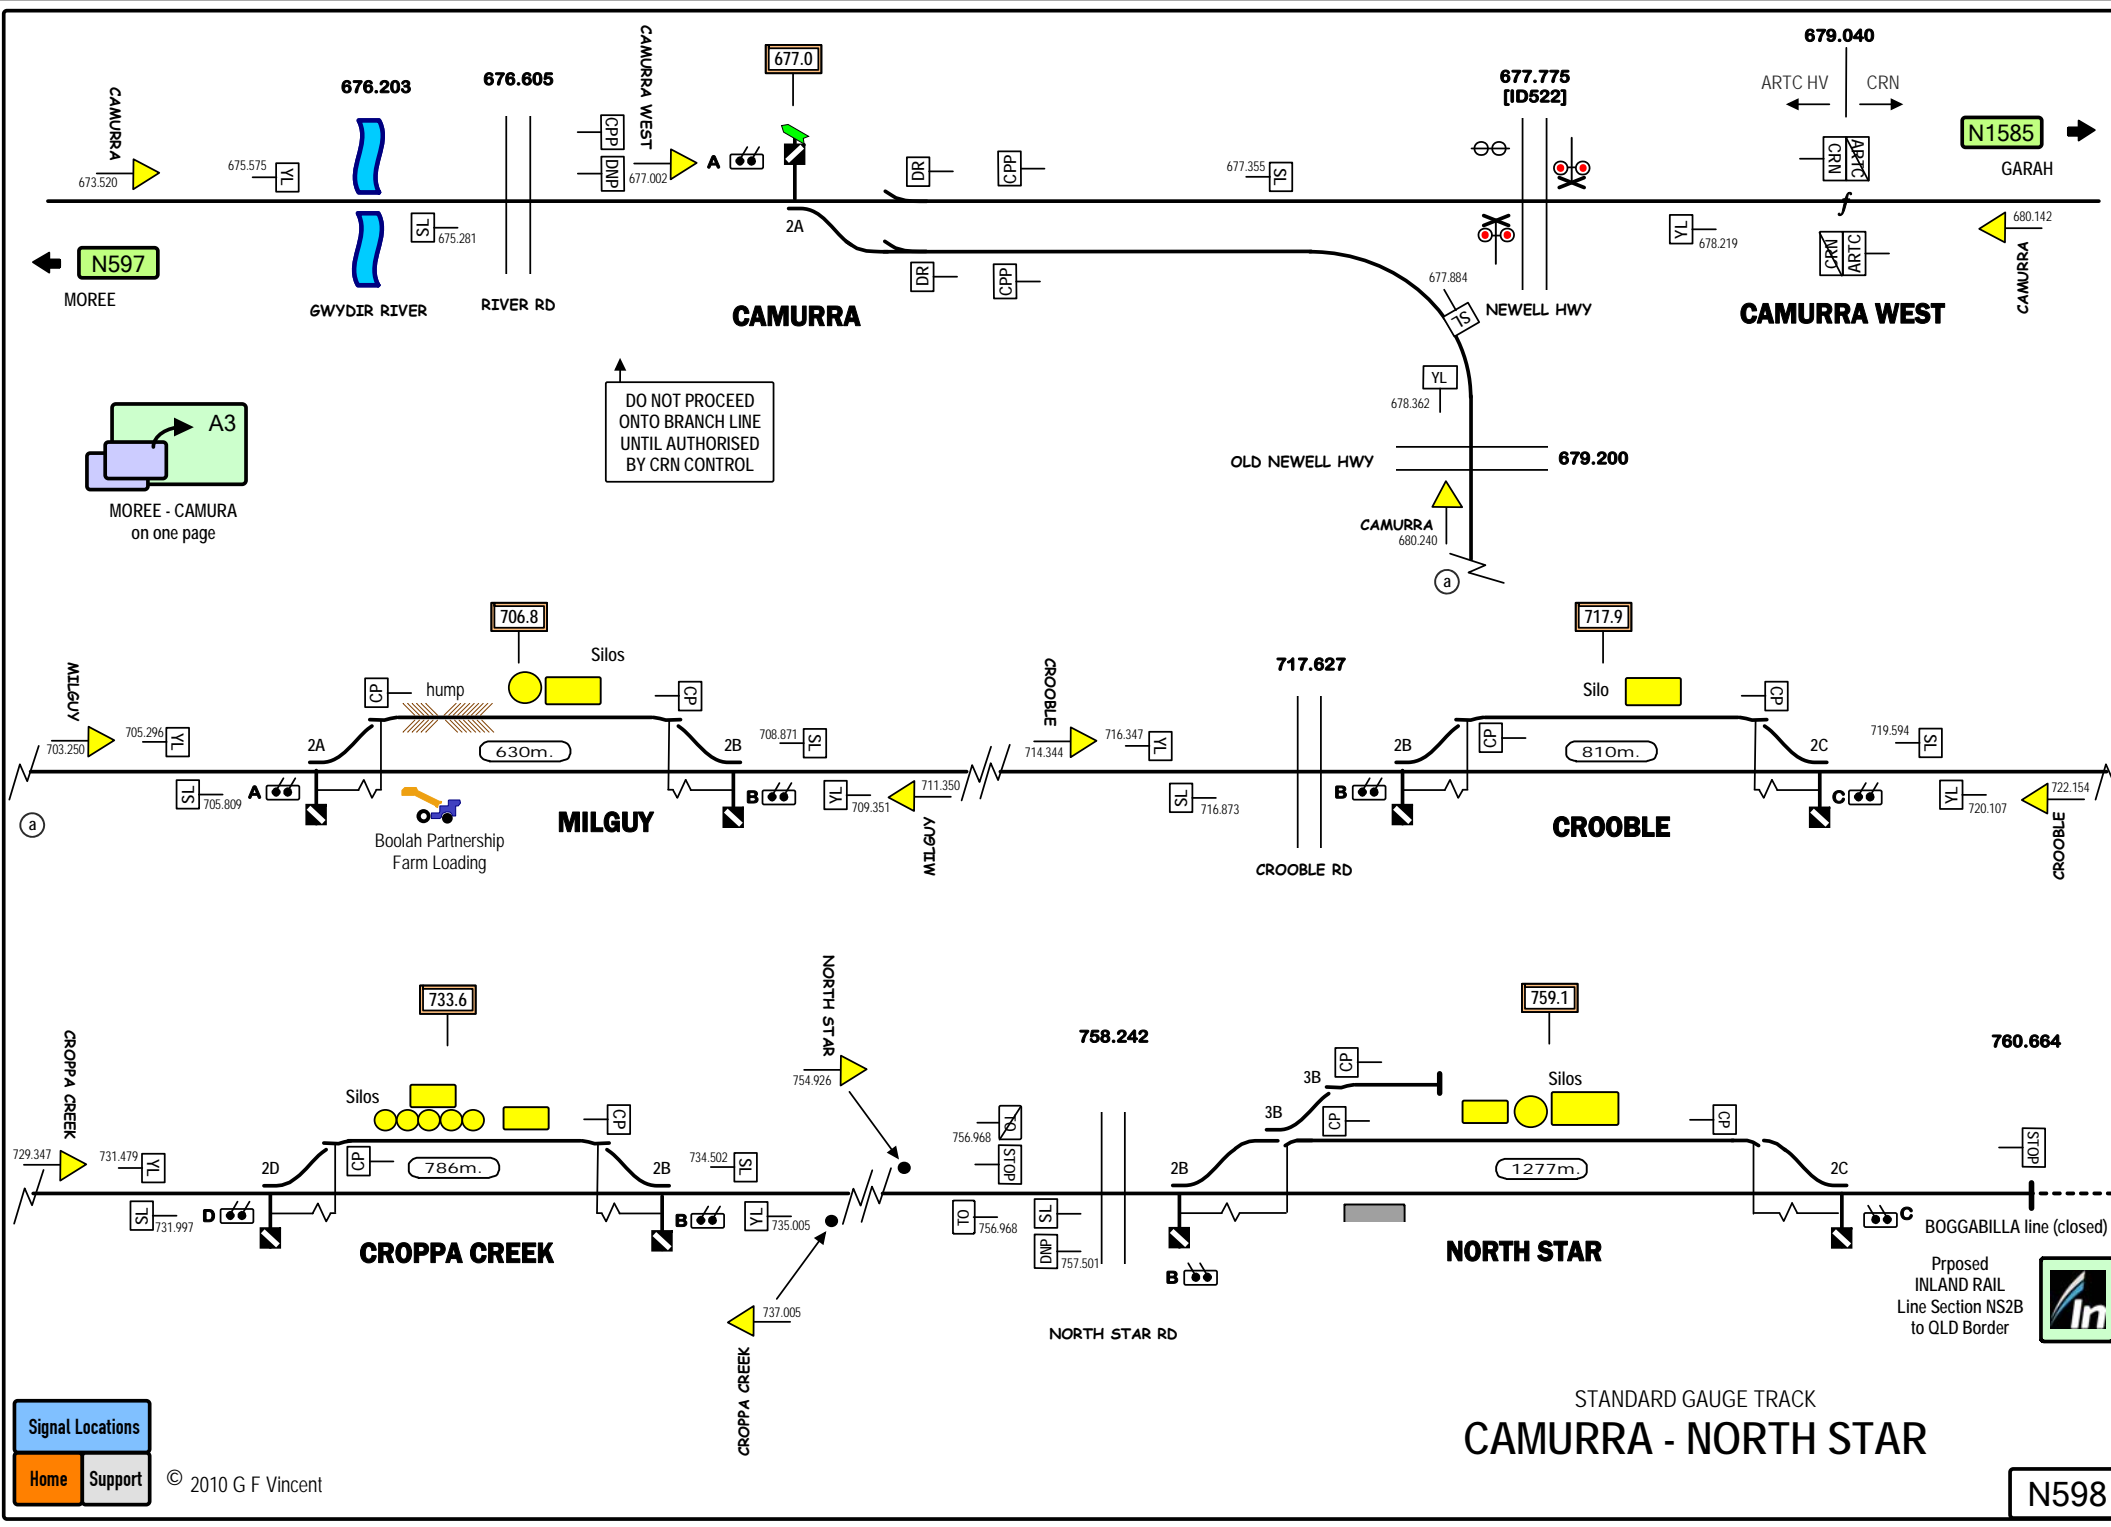 679.040
677.0
676.203
676.605
677.775
[ID522]
ARTC HV
CRN
CAMURRA
673.520
675.575
YL
CPP
DNP
CAMURRA WEST
677.002
A
DR
CPP
677.355
SL
CRN
ARTC
N1585
GARAH
N597
MOREE
SL
675.281
2A
DR
CPP
YL
678.219
CRN
ARTC
680.142
CAMURRA
GWYDIR RIVER
RIVER RD
CAMURRA
677.884
SL
NEWELL HWY
CAMURRA WEST
DO NOT PROCEED
ONTO BRANCH LINE
UNTIL AUTHORISED
BY CRN CONTROL
YL
678.362
A3
MOREE - CAMURA
on one page
OLD NEWELL HWY
679.200
CAMURRA
680.240
a
706.8
717.9
Silos
MILGUY
703.250
705.296
YL
CP
hump
CP
2A
630m.
2B
708.871
SL
CROOBLE
714.344
716.347
YL
717.627
Silo
CP
CP
2B
810m.
2C
719.594
SL
SL
705.809
A
B
YL
709.351
711.350
MILGUY
SL
716.873
B
C
YL
720.107
722.154
CROOBLE
a
Boolah Partnership
Farm Loading
MILGUY
CROOBLE RD
CROOBLE
733.6
759.1
NORTH STAR
754.926
758.242
760.664
CROPPA CREEK
729.347
731.479
YL
Silos
CP
CP
2D
786m.
2B
734.502
SL
756.968
TO
STOP
3B
CP
3B
CP
Silos
CP
2B
1277m.
2C
STOP
SL
731.997
D
B
YL
735.005
TO
756.968
SL
DNP
757.501
B
C
CROPPA CREEK
NORTH STAR
BOGGABILLA line (closed)
Prposed
INLAND RAIL
Line Section NS2B
to QLD Border
In
737.005
CROPPA CREEK
NORTH STAR RD
STANDARD GAUGE TRACK
CAMURRA - NORTH STAR
Signal Locations
Home
Support
© 2010 G F Vincent
N598